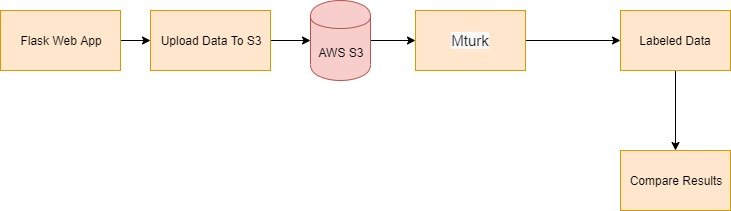 Flask Web App
Upload Data To S3
AWS S3
Mturk
Labeled Data
Compare Results